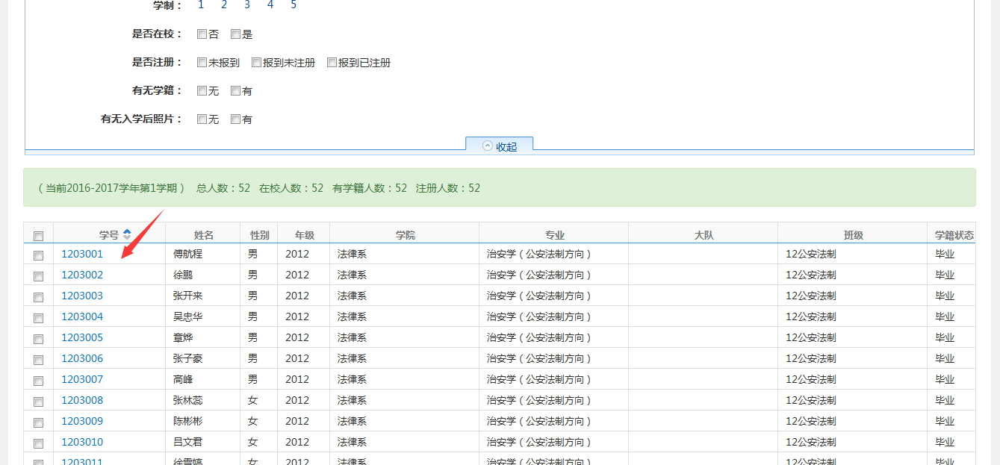 学制： 1 2 3 4 5
是否在校： 否 是
是否注册： 未报到 报到未注册 报到已注册
有无学籍： 无 有
有无入学后照片： 无 有
收起
（当前2016-2017学年第1学期） 总人数：52 在校人数：52 有学籍人数：52 注册人数：52
学号 姓名 性别 年级 学院 专业 大队 班级 学籍状态
1203001 傅航程 男 2012 法律系 治安学（公安法制方向） 12公安法制 毕业
1203002 徐鹏 男 2012 法律系 治安学（公安法制方向） 12公安法制 毕业
1203003 张开来 男 2012 法律系 治安学（公安法制方向） 12公安法制 毕业
1203004 吴忠华 男 2012 法律系 治安学（公安法制方向） 12公安法制 毕业
1203005 章烨 男 2012 法律系 治安学（公安法制方向） 12公安法制 毕业
1203006 张子豪 男 2012 法律系 治安学（公安法制方向） 12公安法制 毕业
1203007 高峰 男 2012 法律系 治安学（公安法制方向） 12公安法制 毕业
1203008 张林蕊 女 2012 法律系 治安学（公安法制方向） 12公安法制 毕业
1203009 陈彬彬 女 2012 法律系 治安学（公安法制方向） 12公安法制 毕业
1203010 吕文君 女 2012 法律系 治安学（公安法制方向） 12公安法制 毕业
1203011 徐雪婷 女 2012 法律系 治安学（公安法制方向） 12公安法制 毕业